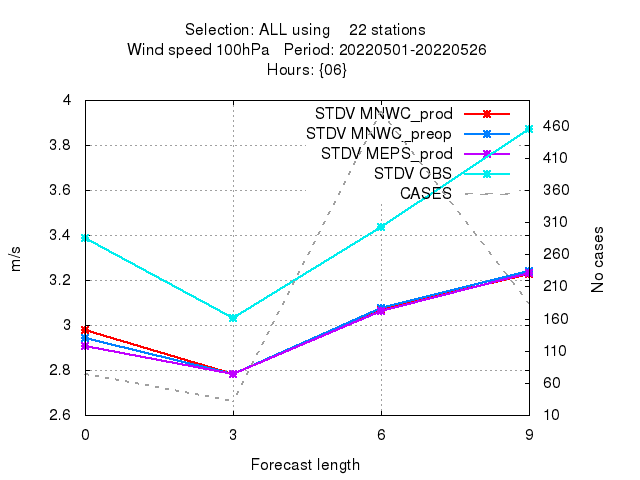 Selection: ALL using    22 stations
Wind speed 100hPa   Period: 20220501-20220526
Hours: {06}
STDV MNWC_prod
STDV MNWC_preop
STDV MEPS_prod
STDV OBS
CASES
4
3.8
3.6
3.4
3.2
3
2.8
2.6
m/s
460
410
360
310
260
210
160
110
60
10
No cases
0 3 6 9
Forecast length